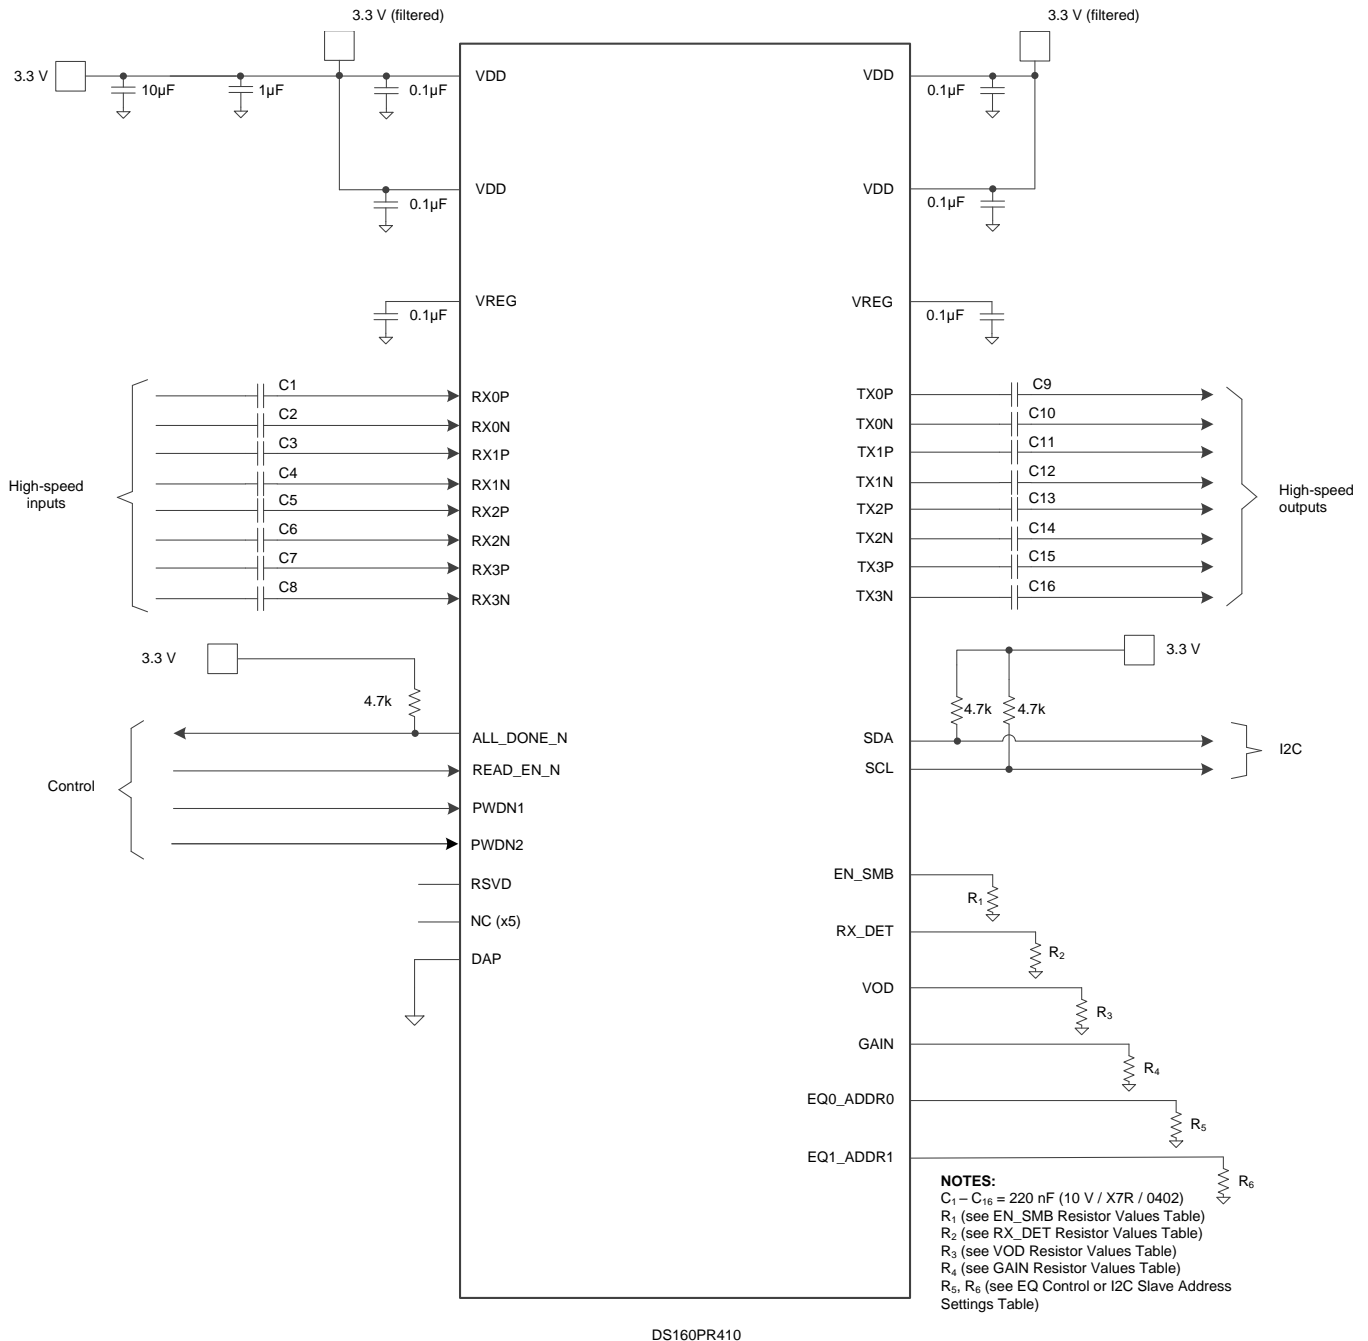 3.3 V (filtered)
3.3 V (filtered)
3.3 V
10µF
1µF
0.1µF
VDD
VDD
0.1µF
0.1µF
VDD
VDD
0.1µF
0.1µF
VREG
VREG
0.1µF
High-speed
inputs
C1
C2
C3
C4
C5
C6
C7
C8
RX0P
RX0N
RX1P
RX1N
RX2P
RX2N
RX3P
RX3N
TX0P
TX0N
TX1P
TX1N
TX2P
TX2N
TX3P
TX3N
C9
C10
C11
C12
C13
C14
C15
C16
High-speed
outputs
3.3 V
4.7k
Control
ALL_DONE_N
READ_EN_N
PWDN1
PWDN2
RSVD
NC (x5)
DAP
3.3 V
4.7k
4.7k
SDA
SCL
I2C
EN_SMB
R1
RX_DET
R2
VOD
R3
GAIN
R4
EQ0_ADDR0
R5
EQ1_ADDR1
R6
NOTES:
C1 – C16 = 220 nF (10 V / X7R / 0402)
R1 (see EN_SMB Resistor Values Table)
R2 (see RX_DET Resistor Values Table)
R3 (see VOD Resistor Values Table)
R4 (see GAIN Resistor Values Table)
R5, R6 (see EQ Control or I2C Slave Address
Settings Table)
DS160PR410